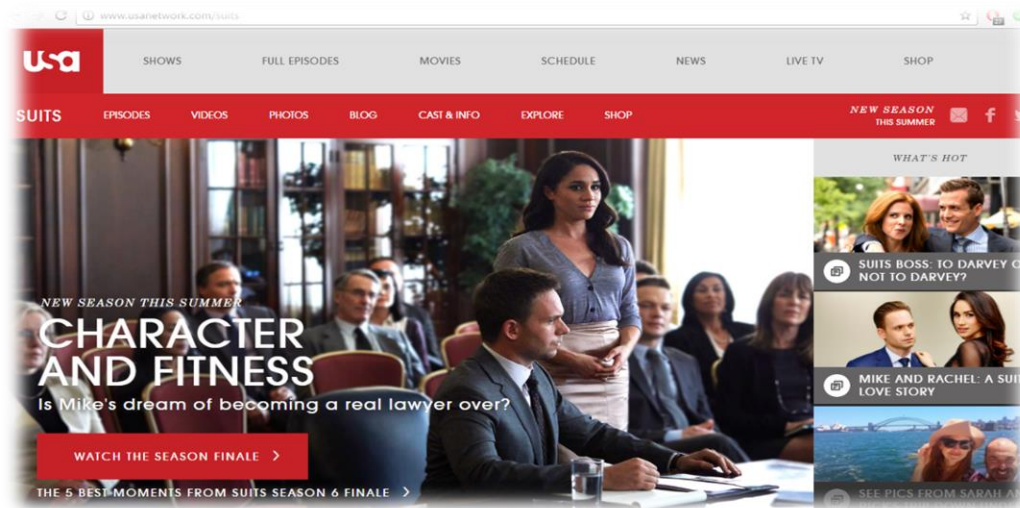 www.usanetwork.com/suits
usa
SHOWS FULL EPISODES MOVIES SCHEDULE NEWS LIVE TV SHOP
SUITS EPISODES VIDEOS PHOTOS BLOG CAST & INFO EXPLORE SHOP
NEW SEASON
THIS SUMMER
NEW SEASON THIS SUMMER
CHARACTER
AND FITNESS
Is Mike's dream of becoming a real lawyer over?
WATCH THE SEASON FINALE >
THE 5 BEST MOMENTS FROM SUITS SEASON 6 FINALE >
WHAT'S HOT
SUITS BOSS: TO DARVEY O
NOT TO DARVEY?
MIKE AND RACHEL: A SUI
LOVE STORY
SEE PICS FROM SARAH AN